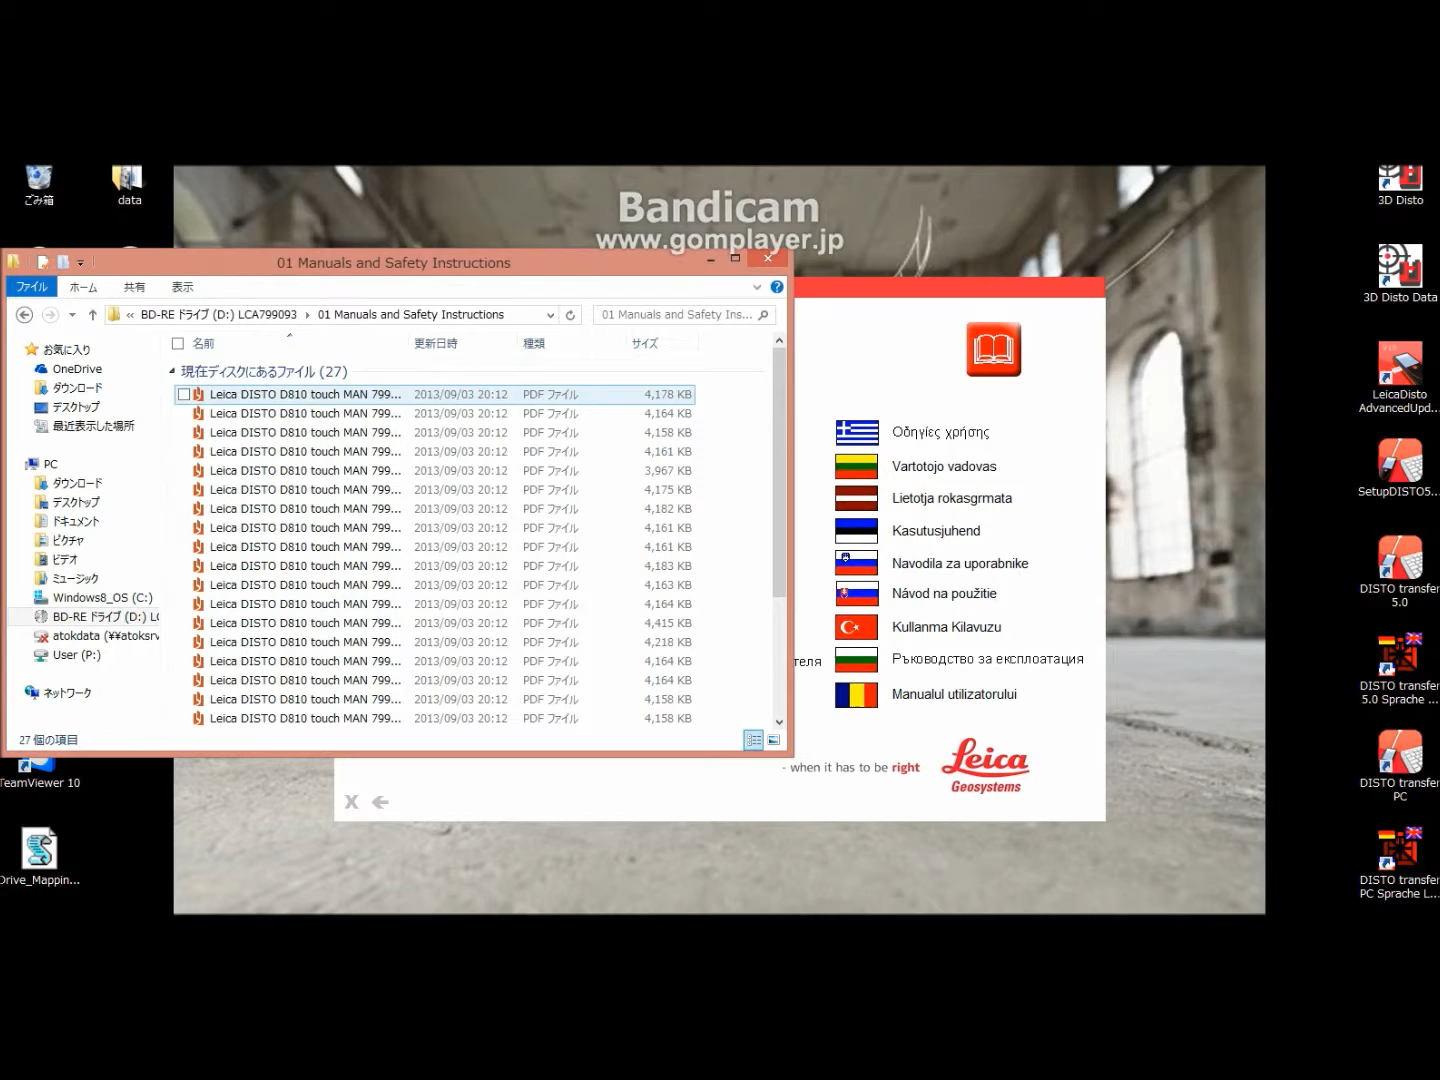 ごみ箱
data
Bandicam
www.gomplayer.jp
3D Disto
3D Disto Data
LeicaDisto
AdvancedUpd...
SetupDISTO5...
DISTO transfer
5.0
DISTO transfer
5.0 Sprache ...
DISTO transfer
PC
DISTO transfer
PC Sprache L...
01 Manuals and Safety Instructions
ファイル ホーム 共有 表示
« BD-RE ドライブ (D:) LCA799093 › 01 Manuals and Safety Instructions
01 Manuals and Safety Ins...
お気に入り
OneDrive
ダウンロード
デスクトップ
最近表示した場所
PC
ダウンロード
デスクトップ
ドキュメント
ピクチャ
ビデオ
ミュージック
Windows8_OS (C:)
BD-RE ドライブ (D:) LC
atokdata (¥¥atoksrv
User (P:)
ネットワーク
名前 更新日時 種類 サイズ
現在ディスクにあるファイル (27)
Leica DISTO D810 touch MAN 799... 2013/09/03 20:12 PDF ファイル 4,178 KB
Leica DISTO D810 touch MAN 799... 2013/09/03 20:12 PDF ファイル 4,164 KB
Leica DISTO D810 touch MAN 799... 2013/09/03 20:12 PDF ファイル 4,158 KB
Leica DISTO D810 touch MAN 799... 2013/09/03 20:12 PDF ファイル 4,161 KB
Leica DISTO D810 touch MAN 799... 2013/09/03 20:12 PDF ファイル 3,967 KB
Leica DISTO D810 touch MAN 799... 2013/09/03 20:12 PDF ファイル 4,175 KB
Leica DISTO D810 touch MAN 799... 2013/09/03 20:12 PDF ファイル 4,182 KB
Leica DISTO D810 touch MAN 799... 2013/09/03 20:12 PDF ファイル 4,161 KB
Leica DISTO D810 touch MAN 799... 2013/09/03 20:12 PDF ファイル 4,161 KB
Leica DISTO D810 touch MAN 799... 2013/09/03 20:12 PDF ファイル 4,183 KB
Leica DISTO D810 touch MAN 799... 2013/09/03 20:12 PDF ファイル 4,163 KB
Leica DISTO D810 touch MAN 799... 2013/09/03 20:12 PDF ファイル 4,164 KB
Leica DISTO D810 touch MAN 799... 2013/09/03 20:12 PDF ファイル 4,415 KB
Leica DISTO D810 touch MAN 799... 2013/09/03 20:12 PDF ファイル 4,218 KB
Leica DISTO D810 touch MAN 799... 2013/09/03 20:12 PDF ファイル 4,164 KB
Leica DISTO D810 touch MAN 799... 2013/09/03 20:12 PDF ファイル 4,164 KB
Leica DISTO D810 touch MAN 799... 2013/09/03 20:12 PDF ファイル 4,158 KB
Leica DISTO D810 touch MAN 799... 2013/09/03 20:12 PDF ファイル 4,158 KB
27 個の項目
Οδηγίες χρήσης
Vartotojo vadovas
Lietotja rokasgrmata
Kasutusjuhend
Navodila za uporabnike
Návod na použitie
Kullanma Kilavuzu
теля Ръководство за експлоатация
Manualul utilizatorului
- when it has to be right
Leica
Geosystems
X
TeamViewer 10
Drive_Mappin...